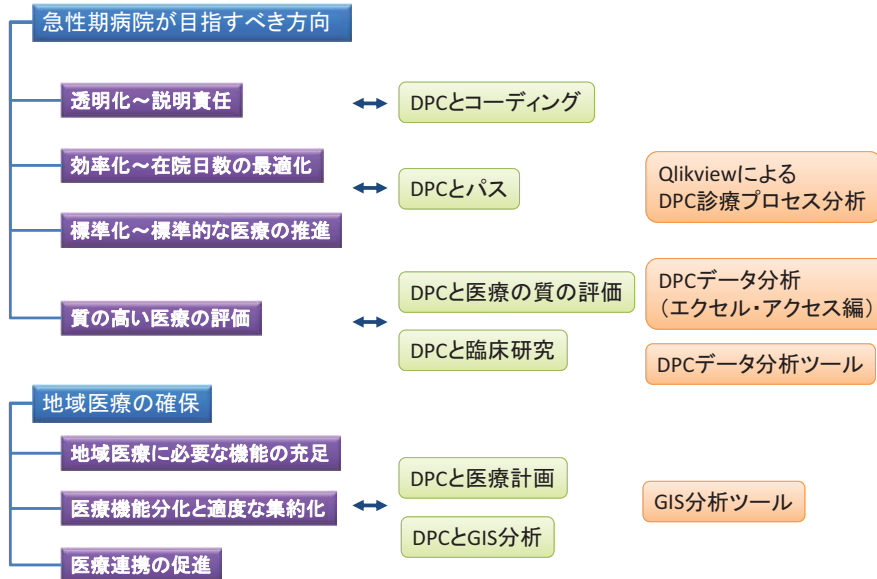 急性期病院が目指すべき方向
透明化～説明責任
DPCとコーディング
効率化～在院日数の最適化
DPCとパス
Qlikviewによる
DPC診療プロセス分析
標準化～標準的な医療の推進
質の高い医療の評価
DPCと医療の質の評価
DPCデータ分析
（エクセル・アクセス編）
DPCと臨床研究
DPCデータ分析ツール
地域医療の確保
地域医療に必要な機能の充足
医療機能分化と適度な集約化
DPCと医療計画
GIS分析ツール
DPCとGIS分析
医療連携の促進